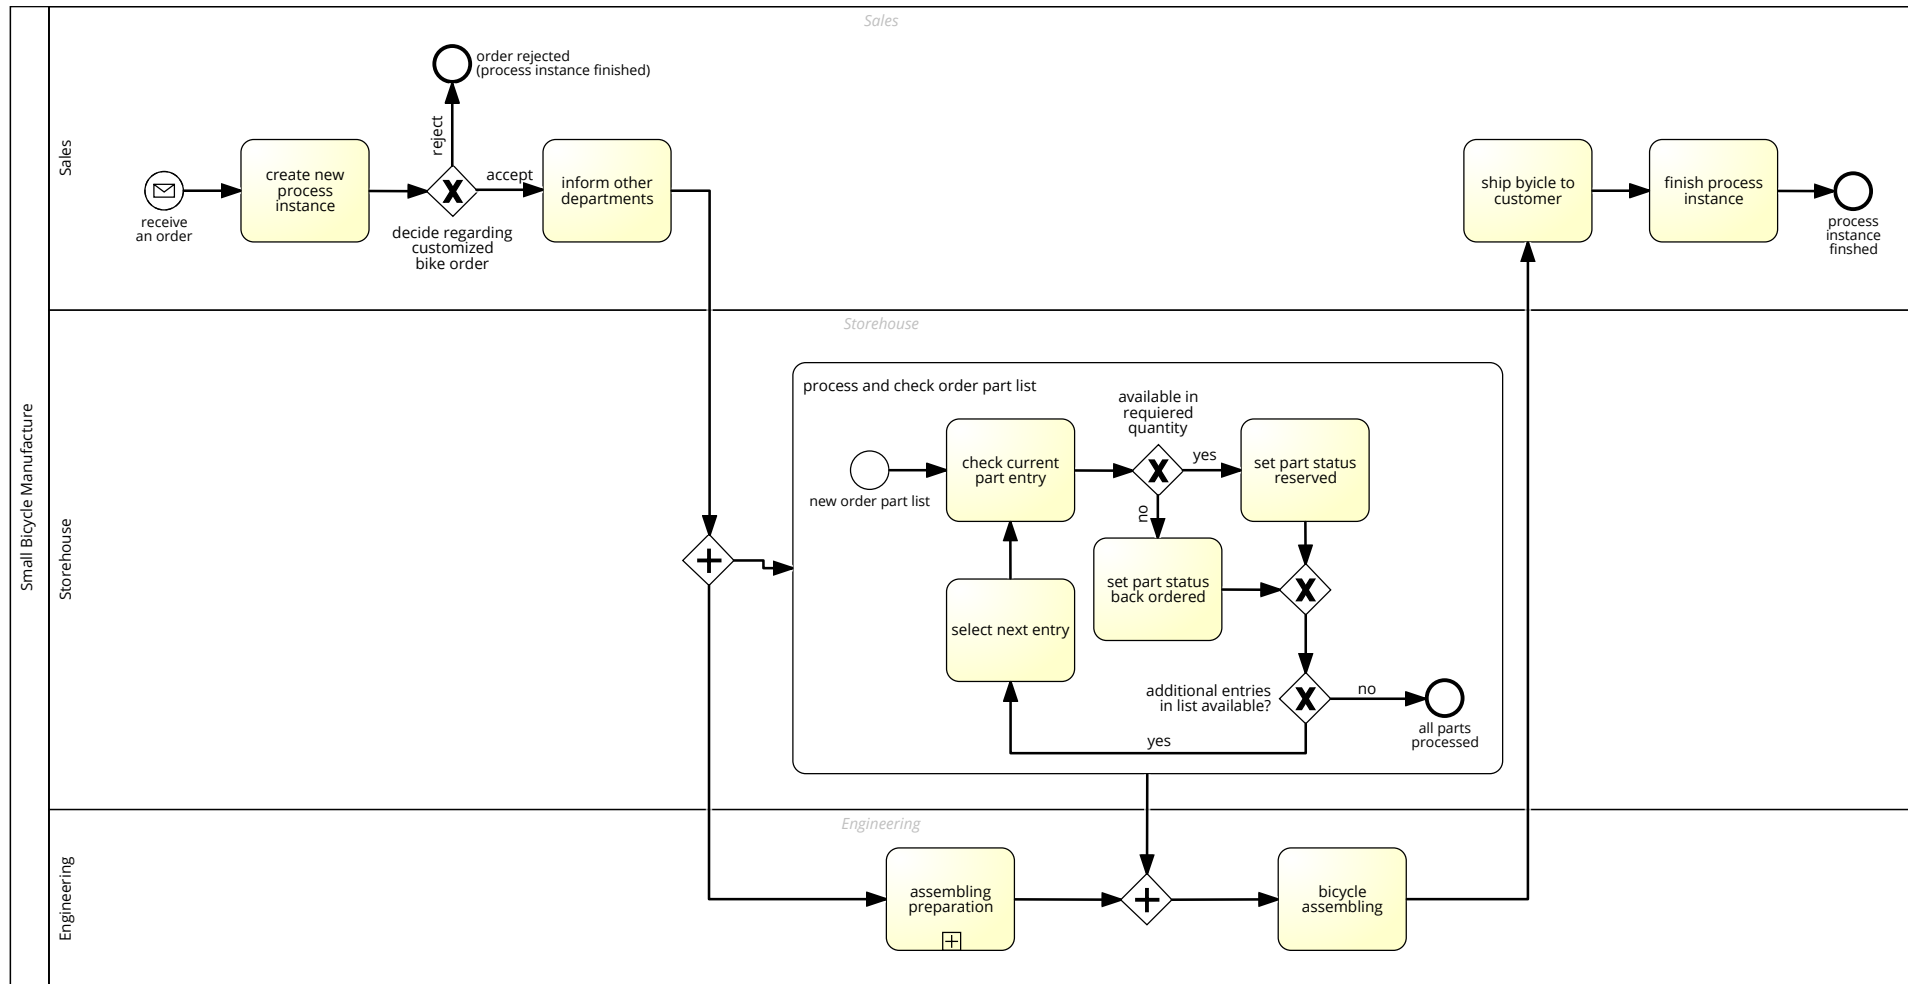 Small Bicycle Manufacture
Sales
Sales
order rejected
(process instance finished)
reject
receive
an order
create new
process
instance
decide regarding
customized
bike order
accept
inform other
departments
ship byicle to
customer
finish process
instance
process
instance
finshed
Storehouse
Storehouse
process and check order part list
new order part list
check current
part entry
available in
requiered
quantity
yes
no
set part status
reserved
set part status
back ordered
select next entry
additional entries
in list available?
no
yes
all parts
processed
Engineering
Engineering
assembling
preparation
bicycle
assembling